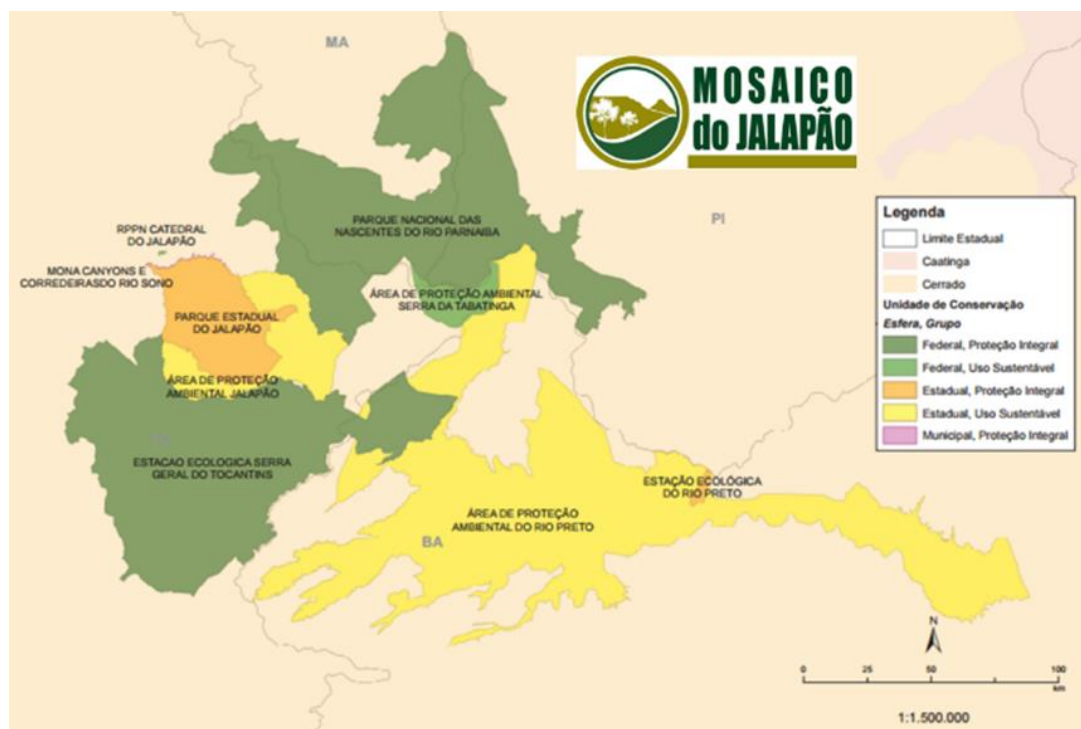 MA
MOSAICO
do JALAPÃO
PI
PARQUE NACIONAL DAS
NASCENTES DO RIO PARNAIBA
RPPN CATEDRAL
DO JALAPÃO
MONA CANYONS E
CORREDEIRASDO RIO SONO
ÁREA DE PROTEÇÃO AMBIENTAL
SERRA DA TABATINGA
PARQUE ESTADUAL
DO JALAPÃO
ÁREA DE PROTEÇÃO
AMBIENTAL JALAPÃO
ESTACAO ECOLOGICA SERRA
GERAL DO TOCANTINS
ESTAÇÃO ECOLÓGICA
DO RIO PRETO
ÁREA DE PROTEÇÃO
AMBIENTAL DO RIO PRETO
BA
Legenda
Limite Estadual
Caatinga
Cerrado
Unidade de Conservação
Esfera, Grupo
Federal, Proteção Integral
Federal, Uso Sustentável
Estadual, Proteção Integral
Estadual, Uso Sustentável
Municipal, Proteção Integral
N
0 25 50 100
km
1:1.500.000